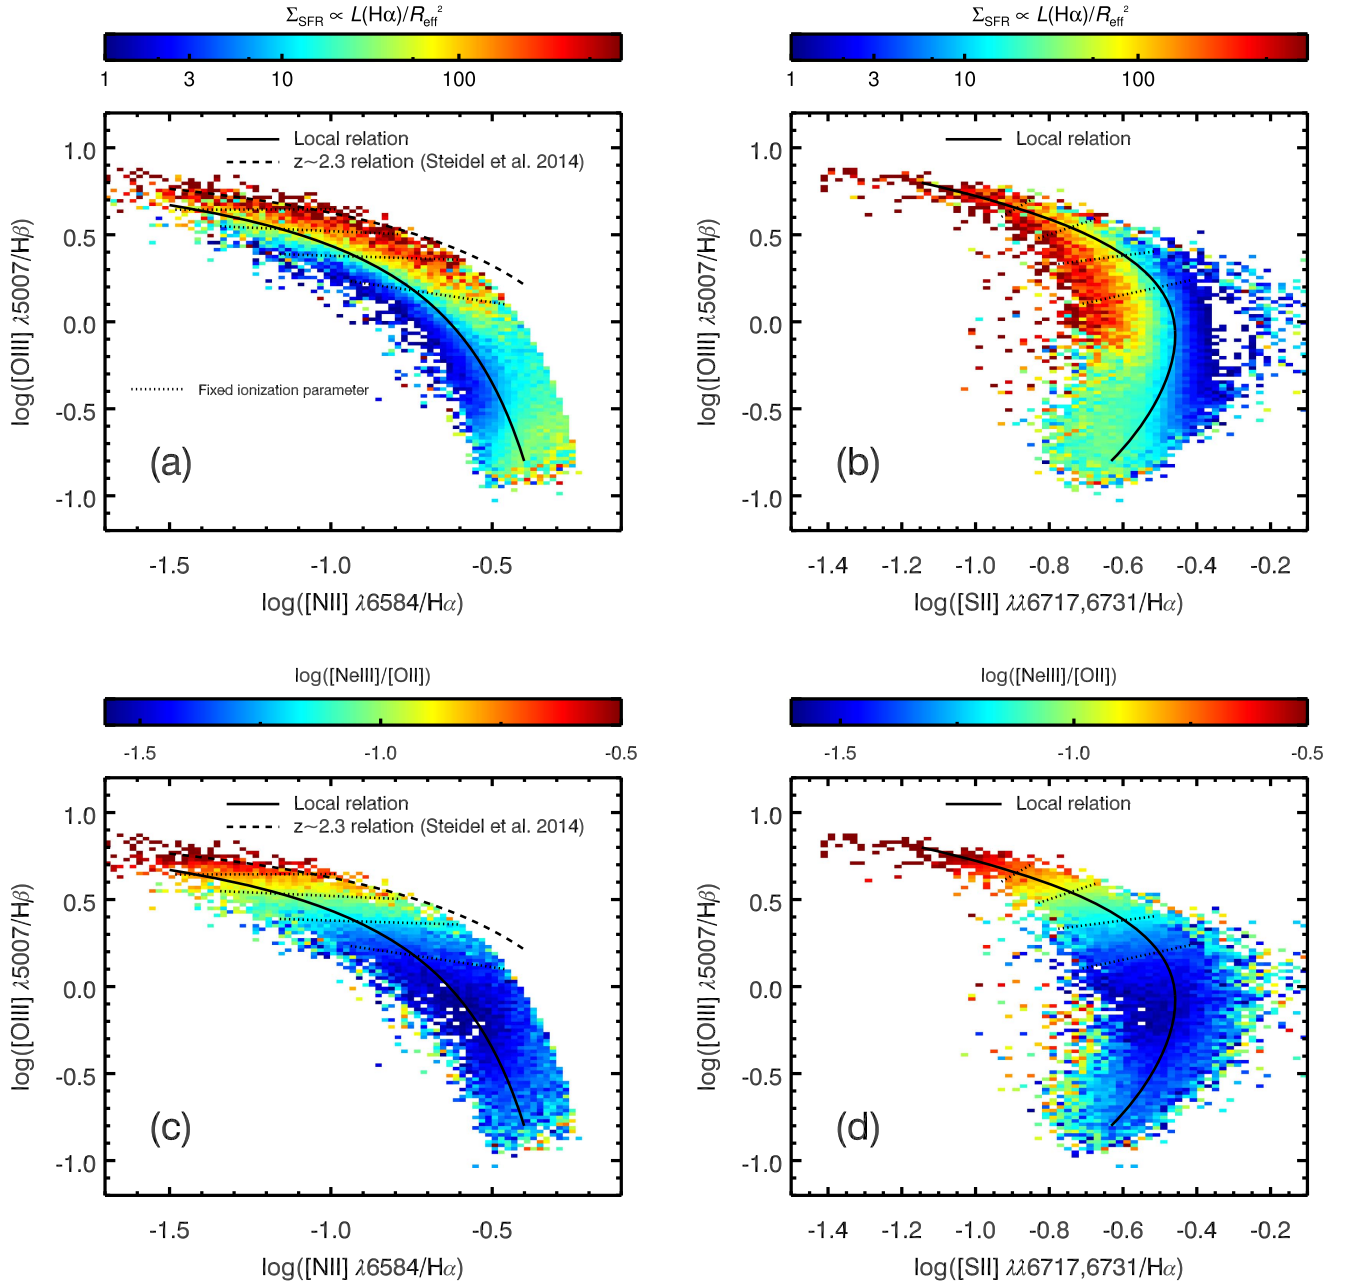 Σ_SFR ∝ L(Hα)/R_eff²
1 3 10 100
Local relation
z~2.3 relation (Steidel et al. 2014)
Fixed ionization parameter
(a)
1.0
0.5
0.0
-0.5
-1.0
log([OIII] λ5007/Hβ)
-1.5 -1.0 -0.5
log([NII] λ6584/Hα)
Σ_SFR ∝ L(Hα)/R_eff²
1 3 10 100
Local relation
(b)
1.0
0.5
0.0
-0.5
-1.0
log([OIII] λ5007/Hβ)
-1.4 -1.2 -1.0 -0.8 -0.6 -0.4 -0.2
log([SII] λλ6717,6731/Hα)
log([NeIII]/[OII])
-1.5 -1.0 -0.5
Local relation
z~2.3 relation (Steidel et al. 2014)
(c)
1.0
0.5
0.0
-0.5
-1.0
log([OIII] λ5007/Hβ)
-1.5 -1.0 -0.5
log([NII] λ6584/Hα)
log([NeIII]/[OII])
-1.5 -1.0 -0.5
Local relation
(d)
1.0
0.5
0.0
-0.5
-1.0
log([OIII] λ5007/Hβ)
-1.4 -1.2 -1.0 -0.8 -0.6 -0.4 -0.2
log([SII] λλ6717,6731/Hα)